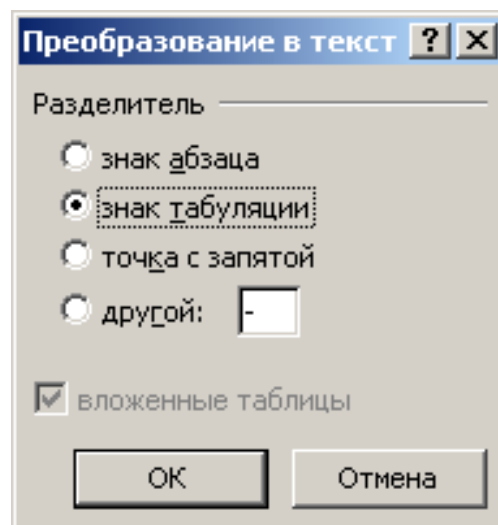 Преобразование в текст ? X
Разделитель
знак абзаца
знак табуляции
точка с запятой
другой: -
вложенные таблицы
ОК Отмена